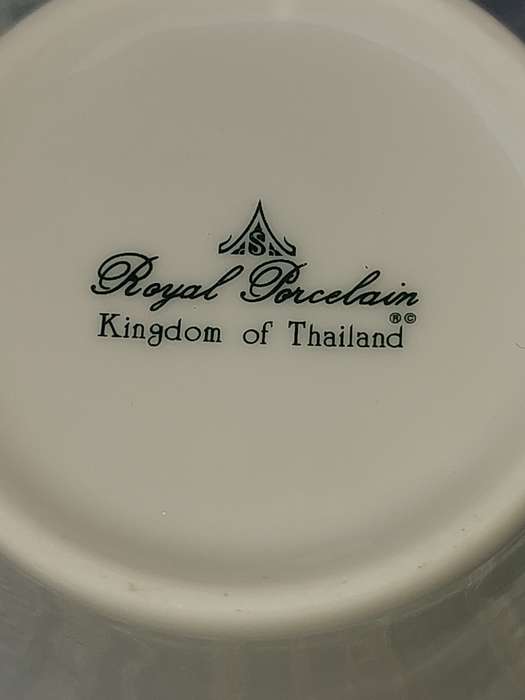 S
Royal Porcelain
®©
Kingdom of Thailand